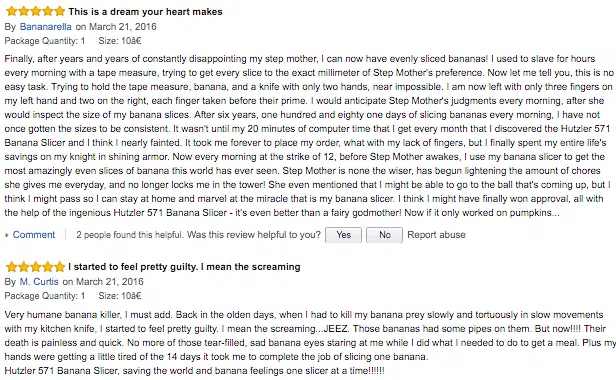 This is a dream your heart makes
By Bananarella on March 21, 2016
Package Quantity: 1 Size: 10â€
Finally, after years and years of constantly disappointing my step mother, I can now have evenly sliced bananas! I used to slave for hours
every morning with a tape measure, trying to get every slice to the exact millimeter of Step Mother's preference. Now let me tell you, this is no
easy task. Trying to hold the tape measure, banana, and a knife with only two hands, near impossible. I am now left with only three fingers on
my left hand and two on the right, each finger taken before their prime. I would anticipate Step Mother's judgments every morning, after she
would inspect the size of my banana slices. After six years, one hundred and eighty one days of slicing bananas every morning, I have not
once gotten the sizes to be consistent. It wasn't until my 20 minutes of computer time that I get every month that I discovered the Hutzler 571
Banana Slicer and I think I nearly fainted. It took me forever to place my order, what with my lack of fingers, but I finally spent my entire life's
savings on my knight in shining armor. Now every morning at the strike of 12, before Step Mother awakes, I use my banana slicer to get the
most amazingly even slices of banana this world has ever seen. Step Mother is none the wiser, has begun lightening the amount of chores
she gives me everyday, and no longer locks me in the tower! She even mentioned that I might be able to go to the ball that's coming up, but I
think I might pass so I can stay at home and marvel at the miracle that is my banana slicer. I think I might have finally won approval, all with
the help of the ingenious Hutzler 571 Banana Slicer - it's even better than a fairy godmother! Now if it only worked on pumpkins...
Comment 2 people found this helpful. Was this review helpful to you? Yes No Report abuse
I started to feel pretty guilty. I mean the screaming
By M. Curtis on March 21, 2016
Package Quantity: 1 Size: 10â€
Very humane banana killer, I must add. Back in the olden days, when I had to kill my banana prey slowly and tortuously in slow movements
with my kitchen knife, I started to feel pretty guilty. I mean the screaming...JEEZ. Those bananas had some pipes on them. But now!!!! Their
death is painless and quick. No more of those tear-filled, sad banana eyes staring at me while I did what I needed to do to get a meal. Plus my
hands were getting a little tired of the 14 days it took me to complete the job of slicing one banana.
Hutzler 571 Banana Slicer, saving the world and banana feelings one slicer at a time!!!!!!